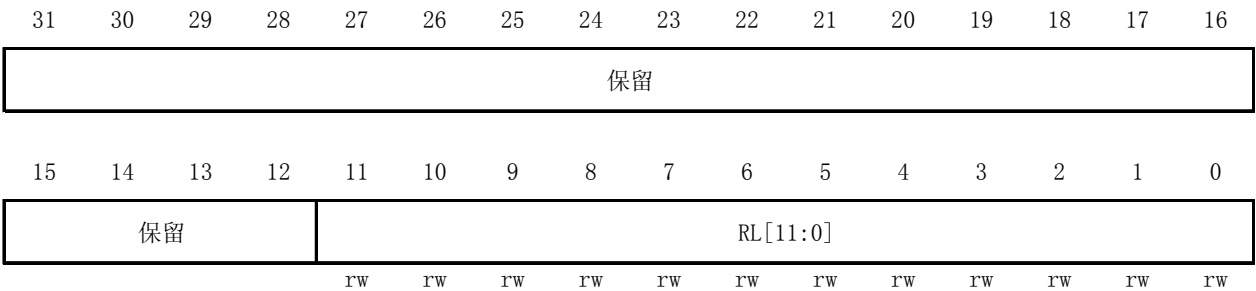 31 30 29 28 27 26 25 24 23 22 21 20 19 18 17 16
保留
15 14 13 12 11 10 9 8 7 6 5 4 3 2 1 0
保留 RL[11:0]
rw rw rw rw rw rw rw rw rw rw rw rw